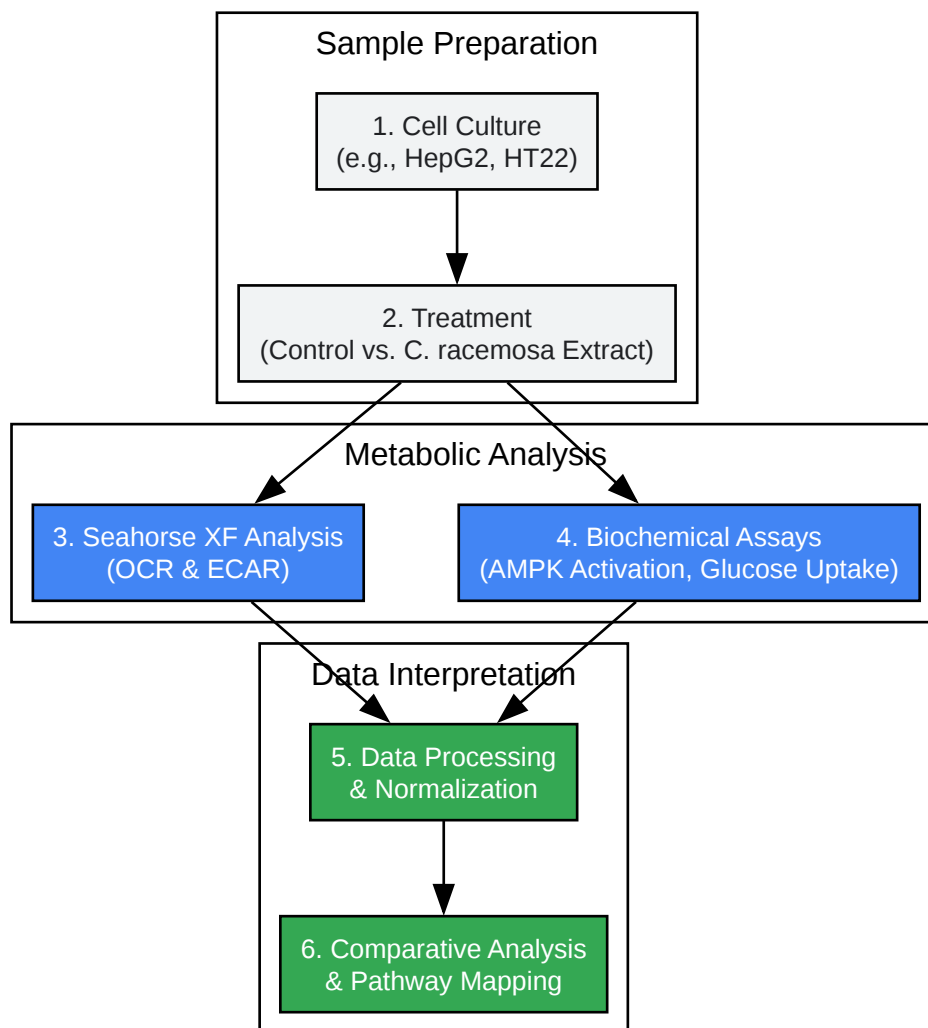 Sample Preparation
1. Cell Culture
(e.g., HepG2, HT22)
2. Treatment
(Control vs. C. racemosa Extract)
Metabolic Analysis
3. Seahorse XF Analysis
(OCR & ECAR)
4. Biochemical Assays
(AMPK Activation, Glucose Uptake)
Data Interpretation
5. Data Processing
& Normalization
6. Comparative Analysis
& Pathway Mapping